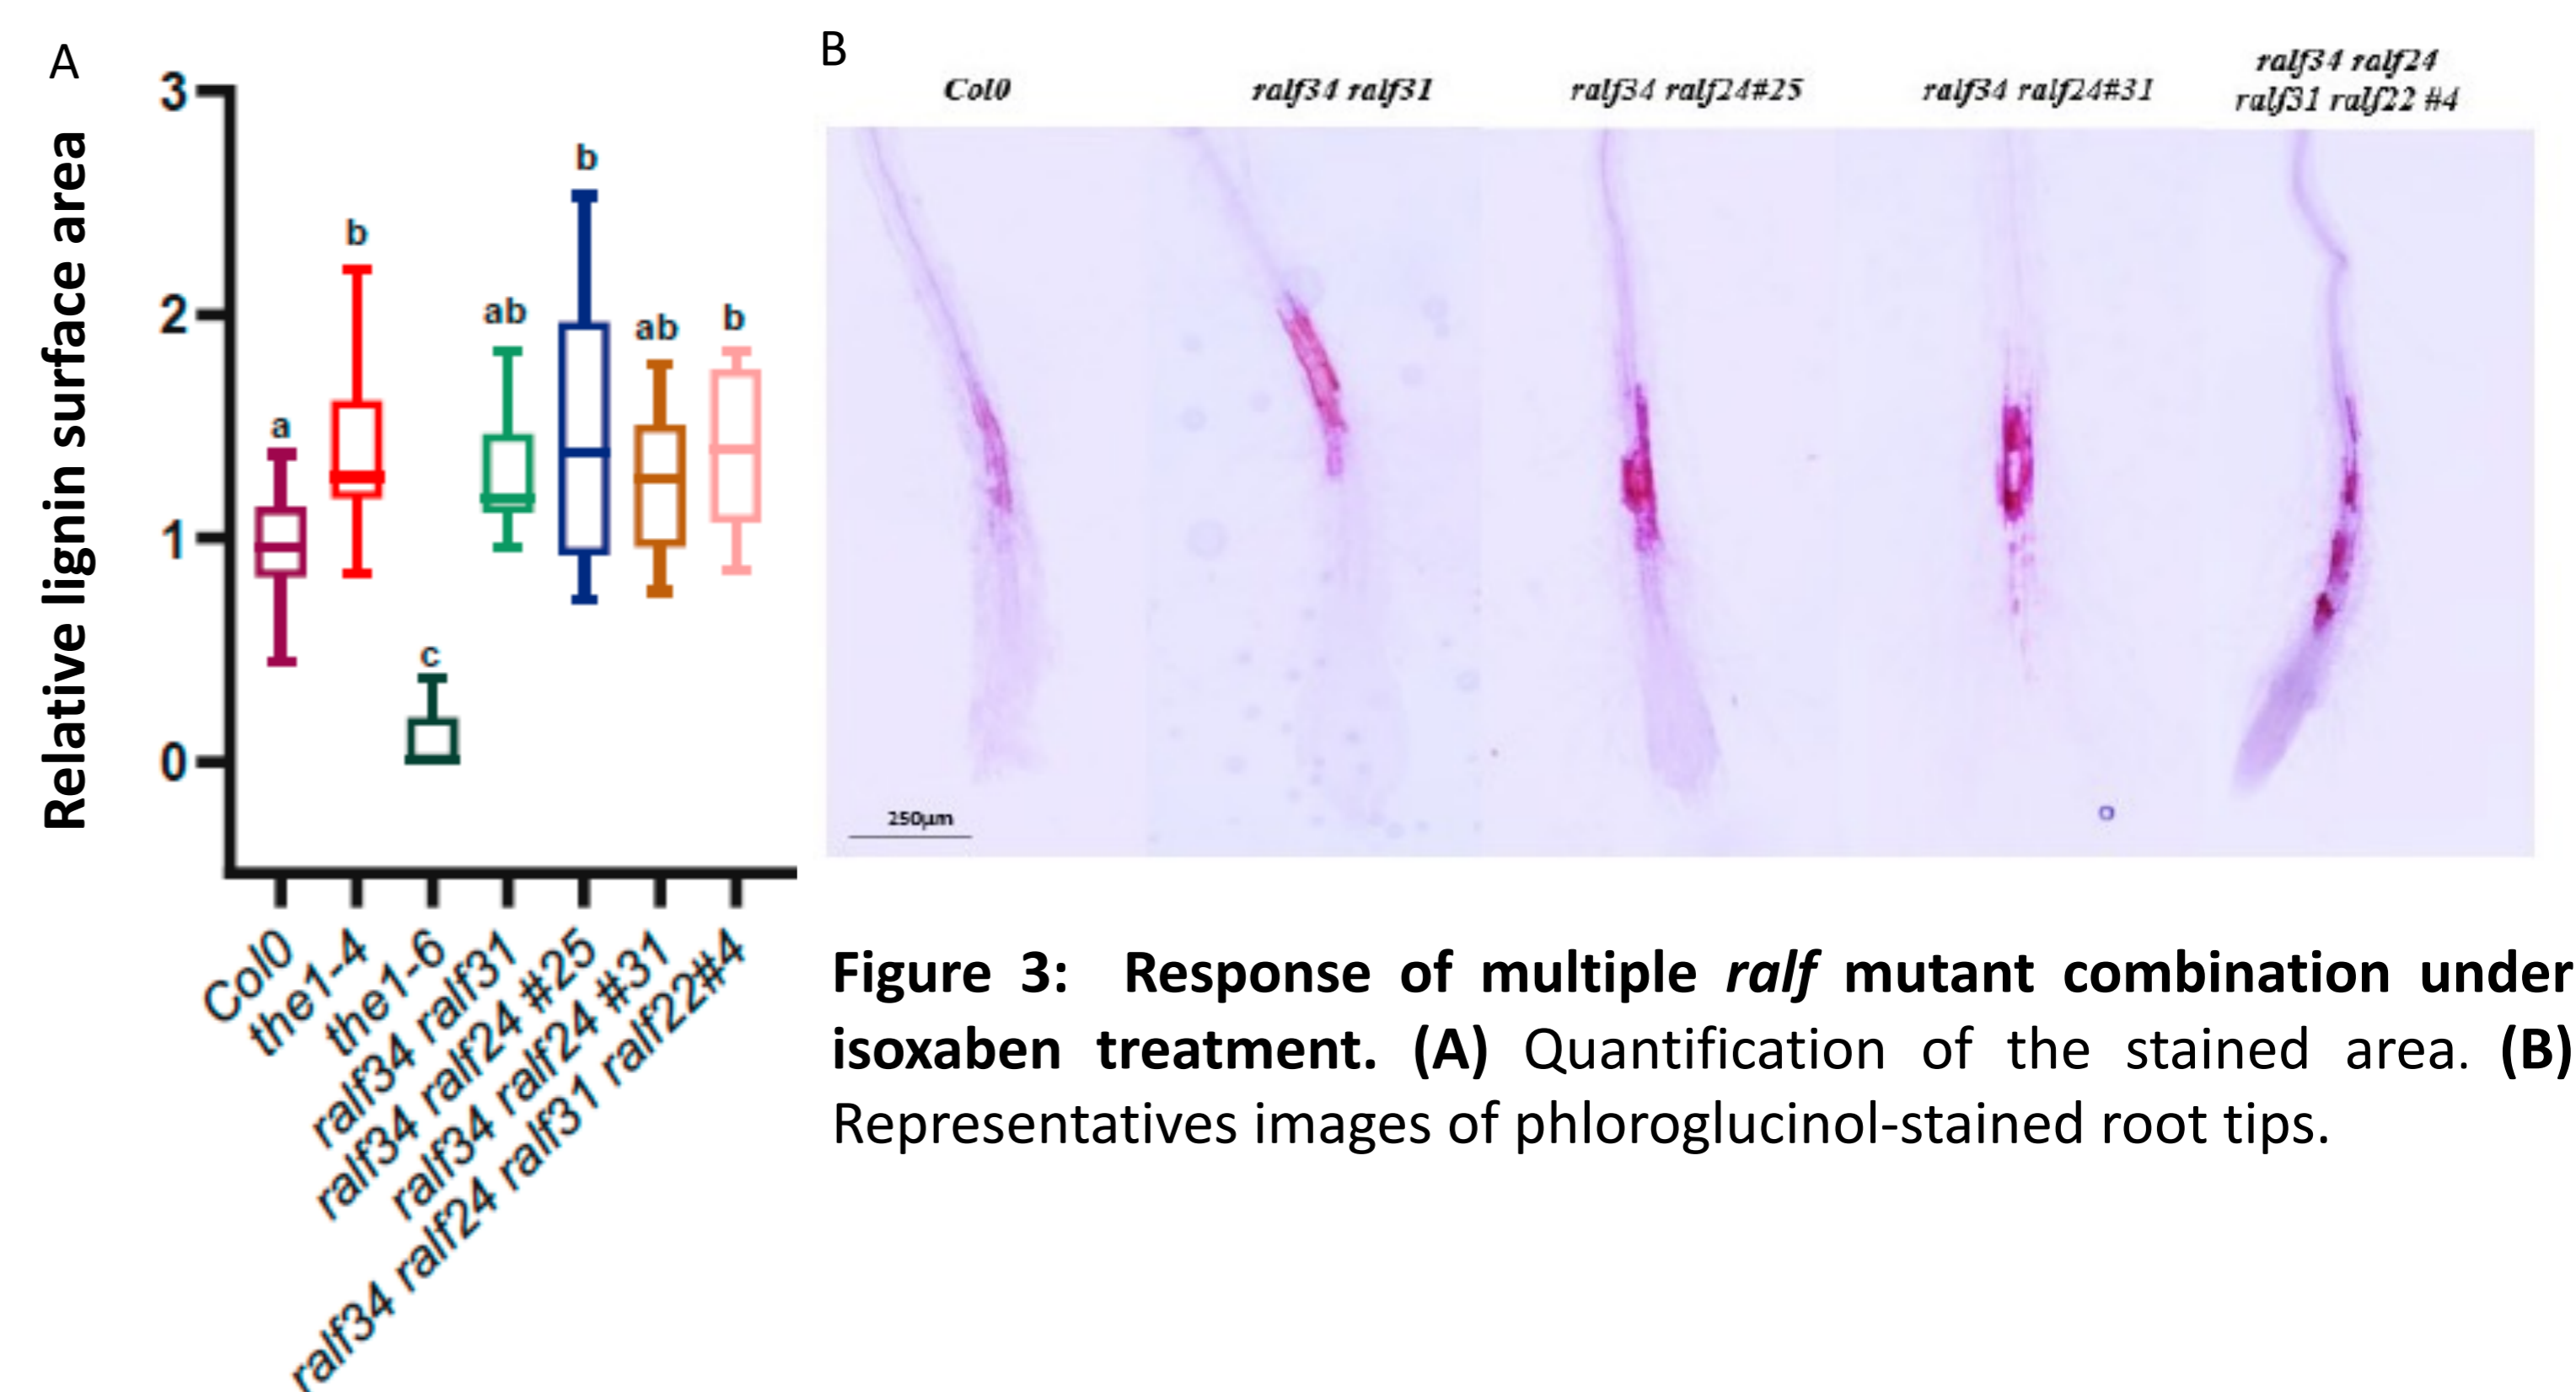 A
3
2
1
0
Relative lignin surface area
a
b
c
ab
b
ab
b
Col0
the1-4
the1-6
ralf34 ralf31
ralf34 ralf24 #25
ralf34 ralf24 #31
ralf34 ralf24 ralf31 ralf22#4
B
Col0
ralf34 ralf31
ralf34 ralf24#25
ralf34 ralf24#31
ralf34 ralf24
ralf31 ralf22 #4
250µm
Figure 3: Response of multiple ralf mutant combination under
isoxaben treatment. (A) Quantification of the stained area. (B)
Representatives images of phloroglucinol-stained root tips.